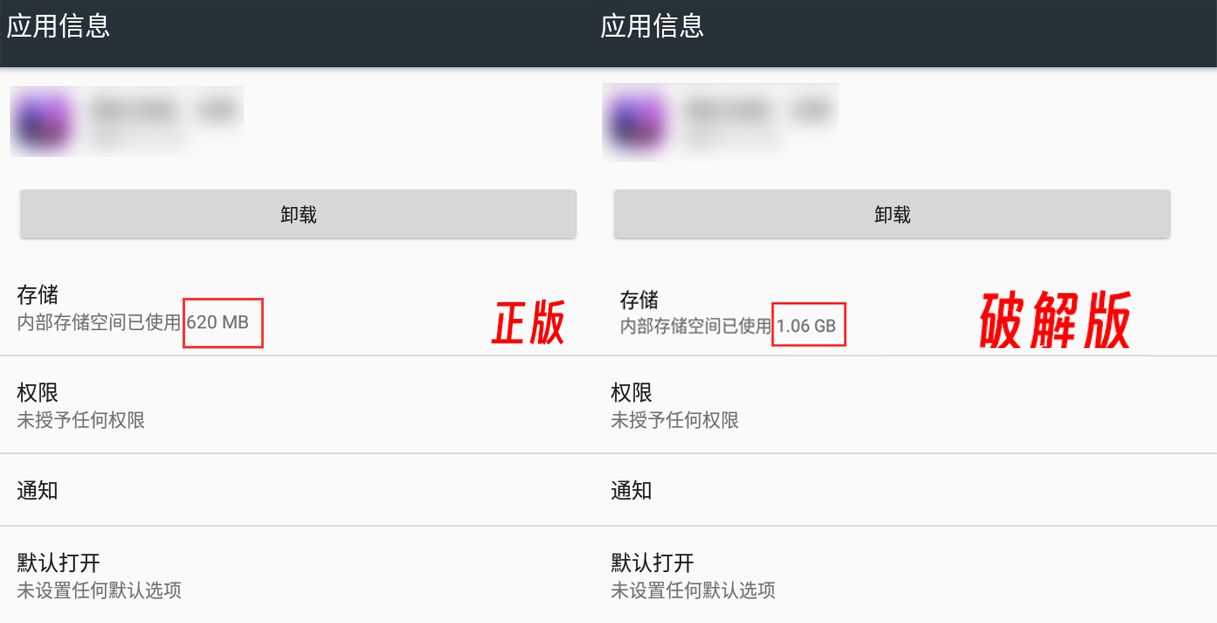 应用信息
卸载
存储
内部存储空间已使用 620 MB
正版
权限
未授予任何权限
通知
默认打开
未设置任何默认选项
应用信息
卸载
存储
内部存储空间已使用 1.06 GB
破解版
权限
未授予任何权限
通知
默认打开
未设置任何默认选项